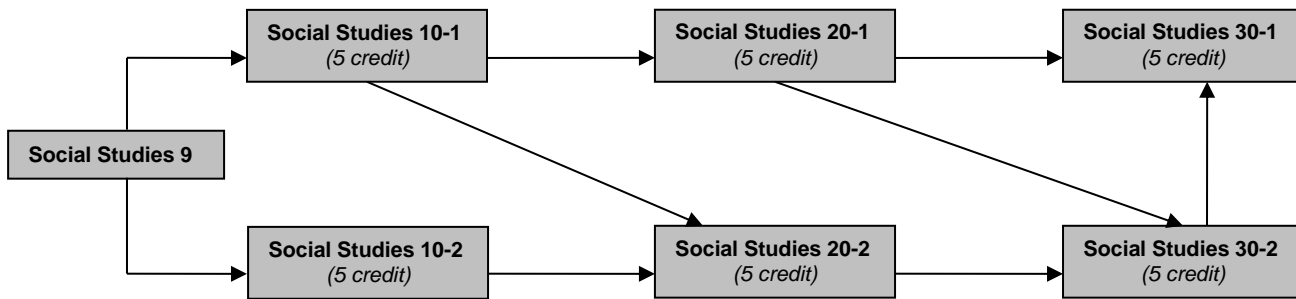 Social Studies 10-1
(5 credit)
Social Studies 20-1
(5 credit)
Social Studies 30-1
(5 credit)
Social Studies 9
Social Studies 10-2
(5 credit)
Social Studies 20-2
(5 credit)
Social Studies 30-2
(5 credit)